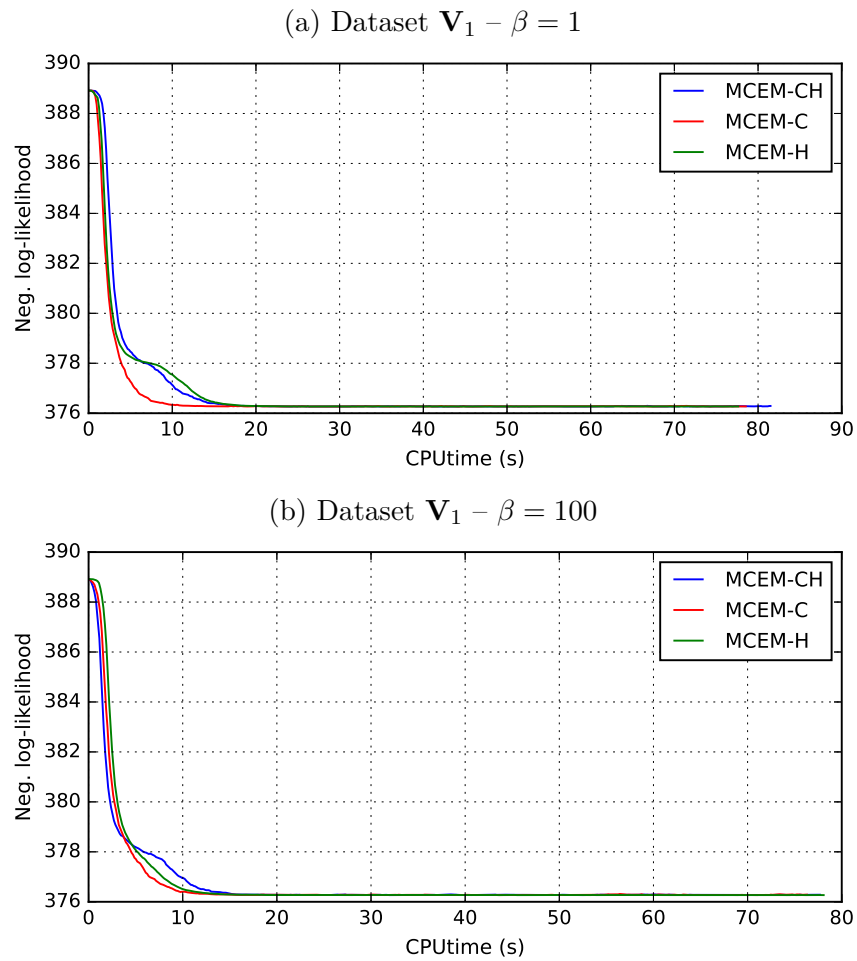 (a) Dataset V₁ – β = 1
390
388
386
384
382
380
378
376
Neg. log-likelihood
MCEM-CH
MCEM-C
MCEM-H
0 10 20 30 40 50 60 70 80 90
CPUtime (s)
(b) Dataset V₁ – β = 100
390
388
386
384
382
380
378
376
Neg. log-likelihood
MCEM-CH
MCEM-C
MCEM-H
0 10 20 30 40 50 60 70 80
CPUtime (s)